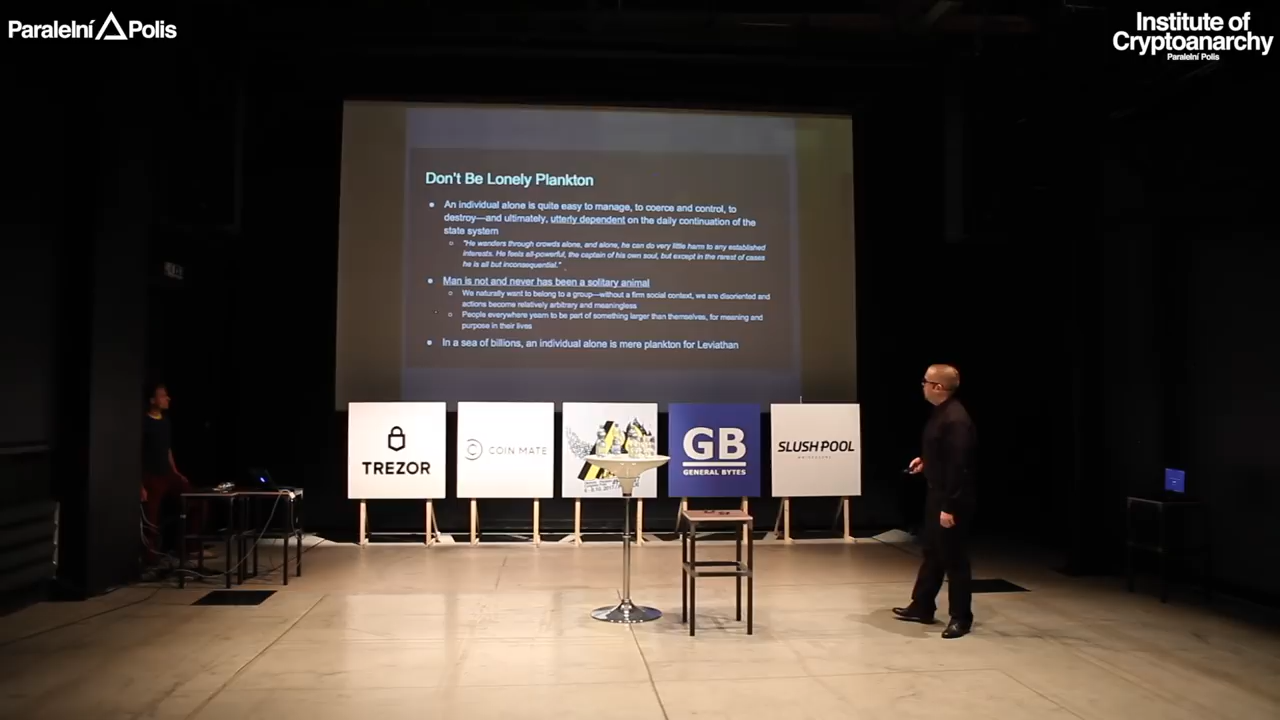 Paralelní Polis
Institute of
Cryptoanarchy
Paralelní Polis
Don't Be Lonely Plankton
An individual alone is quite easy to manage, to coerce and control, to
destroy—and ultimately, utterly dependent on the daily continuation of the
state system
"He wanders through crowds alone, and alone, he can do very little harm to any established
interests. He feels all-powerful, the captain of his own soul, but except in the rarest of cases
he is all but inconsequential."
Man is not and never has been a solitary animal
We naturally want to belong to a group—without a firm social context, we are disoriented and
actions become relatively arbitrary and meaningless
People everywhere yearn to be part of something larger than themselves, for meaning and
purpose in their lives
In a sea of billions, an individual alone is mere plankton for Leviathan
TREZOR
COIN MATE
GB
GENERAL BYTES
SLUSH POOL